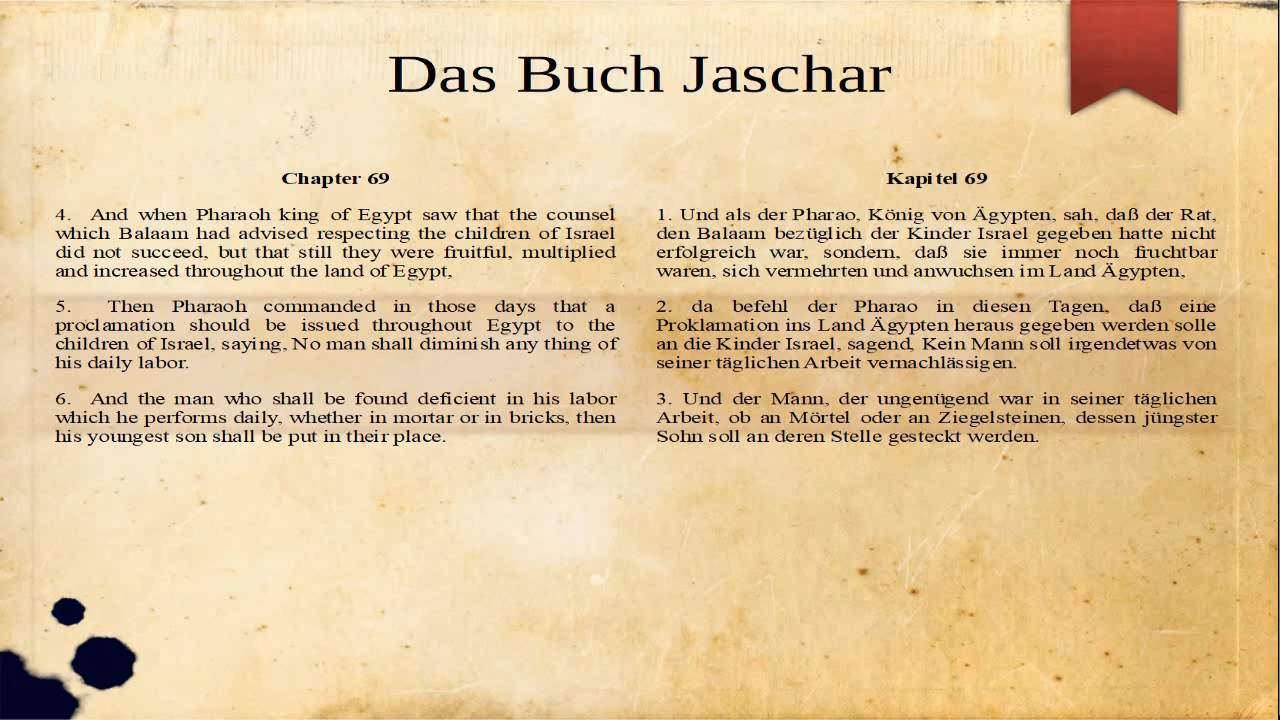 Das Buch Jaschar
Chapter 69
4. And when Pharaoh king of Egypt saw that the counsel
which Balaam had advised respecting the children of Israel
did not succeed, but that still they were fruitful, multiplied
and increased throughout the land of Egypt,
5. Then Pharaoh commanded in those days that a
proclamation should be issued throughout Egypt to the
children of Israel, saying, No man shall diminish any thing of
his daily labor.
6. And the man who shall be found deficient in his labor
which he performs daily, whether in mortar or in bricks, then
his youngest son shall be put in their place.
Kapitel 69
1. Und als der Pharao, König von Ägypten, sah, daß der Rat,
den Balaam bezüglich der Kinder Israel gegeben hatte nicht
erfolgreich war, sondern, daß sie immer noch fruchtbar
waren, sich vermehrten und anwuchsen im Land Ägypten,
2. da befehl der Pharao in diesen Tagen, daß eine
Proklamation ins Land Ägypten heraus gegeben werden solle
an die Kinder Israel, sagend, Kein Mann soll irgendetwas von
seiner täglichen Arbeit vernachlässigen.
3. Und der Mann, der ungenügend war in seiner täglichen
Arbeit, ob an Mörtel oder an Ziegelsteinen, dessen jüngster
Sohn soll an deren Stelle gesteckt werden.